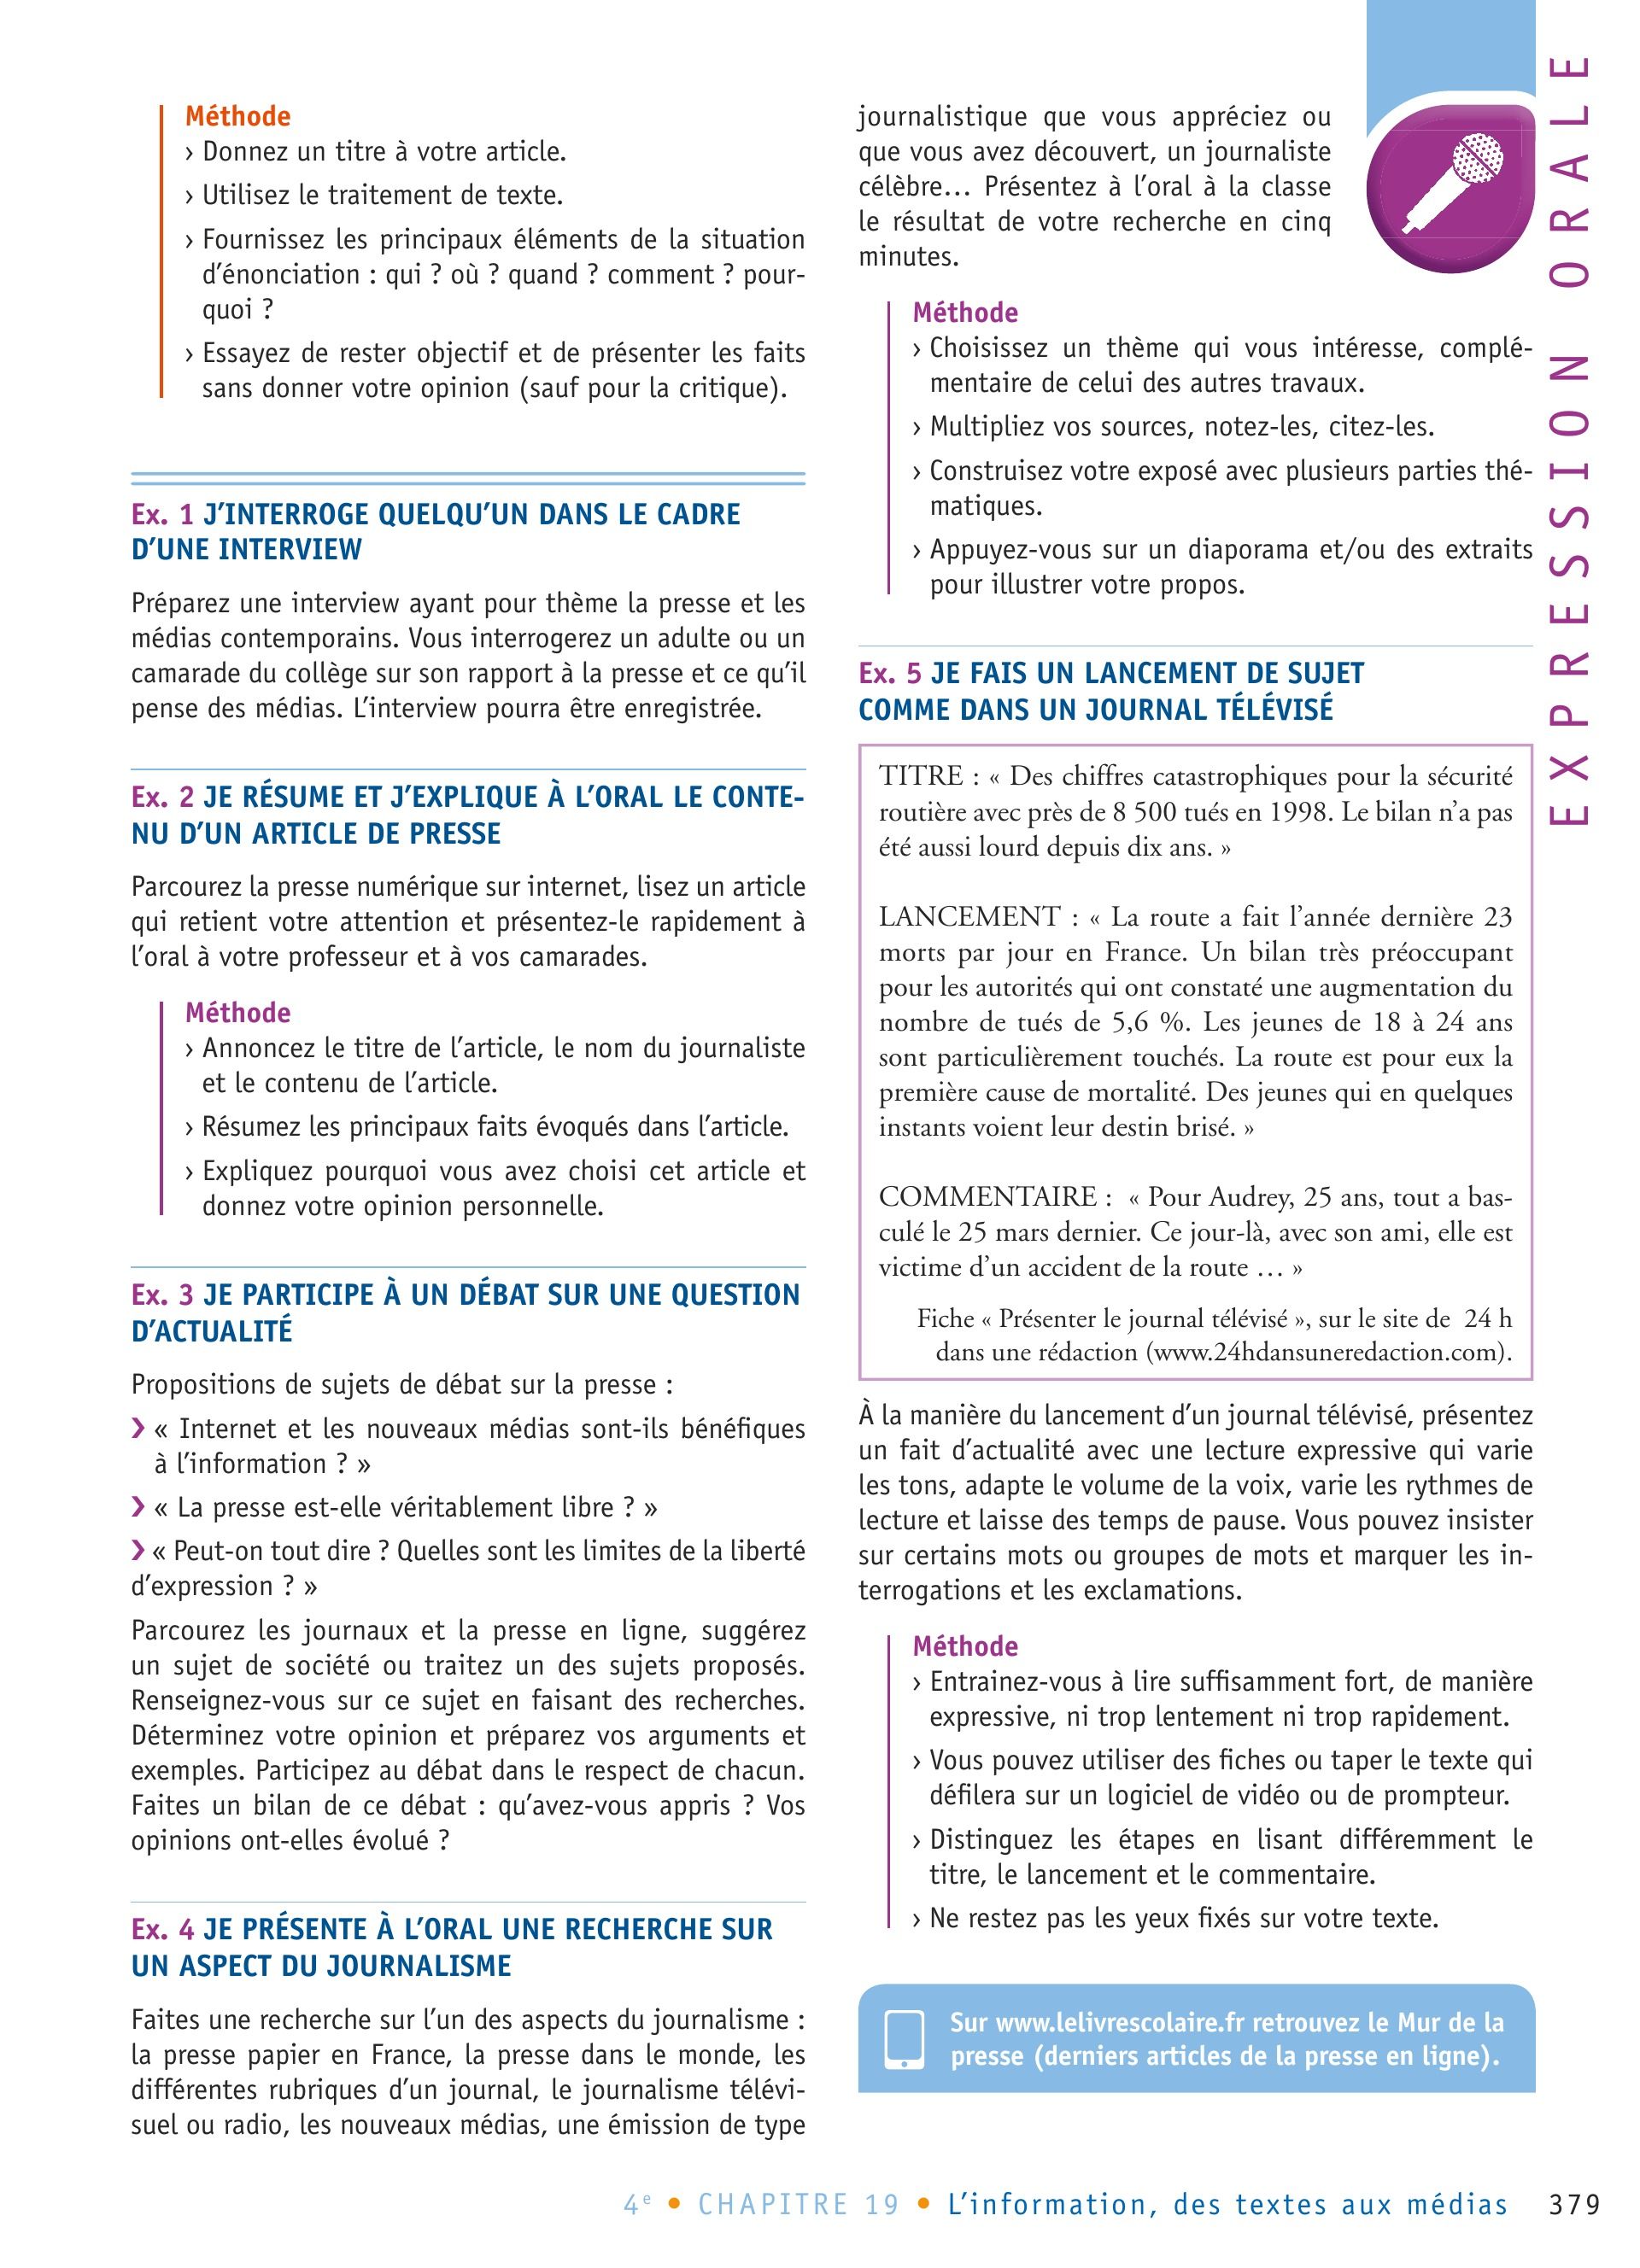 Méthode
› Donnez un titre à votre article.
› Utilisez le traitement de texte.
› Fournissez les principaux éléments de la situation
d’énonciation : qui ? où ? quand ? comment ? pour-
quoi ?
› Essayez de rester objectif et de présenter les faits
sans donner votre opinion (sauf pour la critique).
Ex. 1 J’INTERROGE QUELQU’UN DANS LE CADRE
D’UNE INTERVIEW
Préparez une interview ayant pour thème la presse et les
médias contemporains. Vous interrogerez un adulte ou un
camarade du collège sur son rapport à la presse et ce qu’il
pense des médias. L’interview pourra être enregistrée.
Ex. 2 JE RÉSUME ET J’EXPLIQUE À L’ORAL LE CONTE-
NU D’UN ARTICLE DE PRESSE
Parcourez la presse numérique sur internet, lisez un article
qui retient votre attention et présentez-le rapidement à
l’oral à votre professeur et à vos camarades.
Méthode
› Annoncez le titre de l’article, le nom du journaliste
et le contenu de l’article.
› Résumez les principaux faits évoqués dans l’article.
› Expliquez pourquoi vous avez choisi cet article et
donnez votre opinion personnelle.
Ex. 3 JE PARTICIPE À UN DÉBAT SUR UNE QUESTION
D’ACTUALITÉ
Propositions de sujets de débat sur la presse :
❯ « Internet et les nouveaux médias sont-ils bénéfiques
à l’information ? »
❯ « La presse est-elle véritablement libre ? »
❯ « Peut-on tout dire ? Quelles sont les limites de la liberté
d’expression ? »
Parcourez les journaux et la presse en ligne, suggérez
un sujet de société ou traitez un des sujets proposés.
Renseignez-vous sur ce sujet en faisant des recherches.
Déterminez votre opinion et préparez vos arguments et
exemples. Participez au débat dans le respect de chacun.
Faites un bilan de ce débat : qu’avez-vous appris ? Vos
opinions ont-elles évolué ?
Ex. 4 JE PRÉSENTE À L’ORAL UNE RECHERCHE SUR
UN ASPECT DU JOURNALISME
Faites une recherche sur l’un des aspects du journalisme :
la presse papier en France, la presse dans le monde, les
différentes rubriques d’un journal, le journalisme télévi-
suel ou radio, les nouveaux médias, une émission de type
journalistique que vous appréciez ou
que vous avez découvert, un journaliste
célèbre… Présentez à l’oral à la classe
le résultat de votre recherche en cinq
minutes.
Méthode
› Choisissez un thème qui vous intéresse, complé-
mentaire de celui des autres travaux.
› Multipliez vos sources, notez-les, citez-les.
› Construisez votre exposé avec plusieurs parties thé-
matiques.
› Appuyez-vous sur un diaporama et/ou des extraits
pour illustrer votre propos.
Ex. 5 JE FAIS UN LANCEMENT DE SUJET
COMME DANS UN JOURNAL TÉLÉVISÉ
TITRE : « Des chiffres catastrophiques pour la sécurité
routière avec près de 8 500 tués en 1998. Le bilan n’a pas
été aussi lourd depuis dix ans. »
LANCEMENT : « La route a fait l’année dernière 23
morts par jour en France. Un bilan très préoccupant
pour les autorités qui ont constaté une augmentation du
nombre de tués de 5,6 %. Les jeunes de 18 à 24 ans
sont particulièrement touchés. La route est pour eux la
première cause de mortalité. Des jeunes qui en quelques
instants voient leur destin brisé. »
COMMENTAIRE : « Pour Audrey, 25 ans, tout a bas-
culé le 25 mars dernier. Ce jour-là, avec son ami, elle est
victime d’un accident de la route … »
Fiche « Présenter le journal télévisé », sur le site de 24 h
dans une rédaction (www.24hdansuneredaction.com).
À la manière du lancement d’un journal télévisé, présentez
un fait d’actualité avec une lecture expressive qui varie
les tons, adapte le volume de la voix, varie les rythmes de
lecture et laisse des temps de pause. Vous pouvez insister
sur certains mots ou groupes de mots et marquer les in-
terrogations et les exclamations.
Méthode
› Entrainez-vous à lire suffisamment fort, de manière
expressive, ni trop lentement ni trop rapidement.
› Vous pouvez utiliser des fiches ou taper le texte qui
défilera sur un logiciel de vidéo ou de prompteur.
› Distinguez les étapes en lisant différemment le
titre, le lancement et le commentaire.
› Ne restez pas les yeux fixés sur votre texte.
Sur www.lelivrescolaire.fr retrouvez le Mur de la
presse (derniers articles de la presse en ligne).
EXPRESSION ORALE
4e • CHAPITRE 19 • L’information, des textes aux médias 379